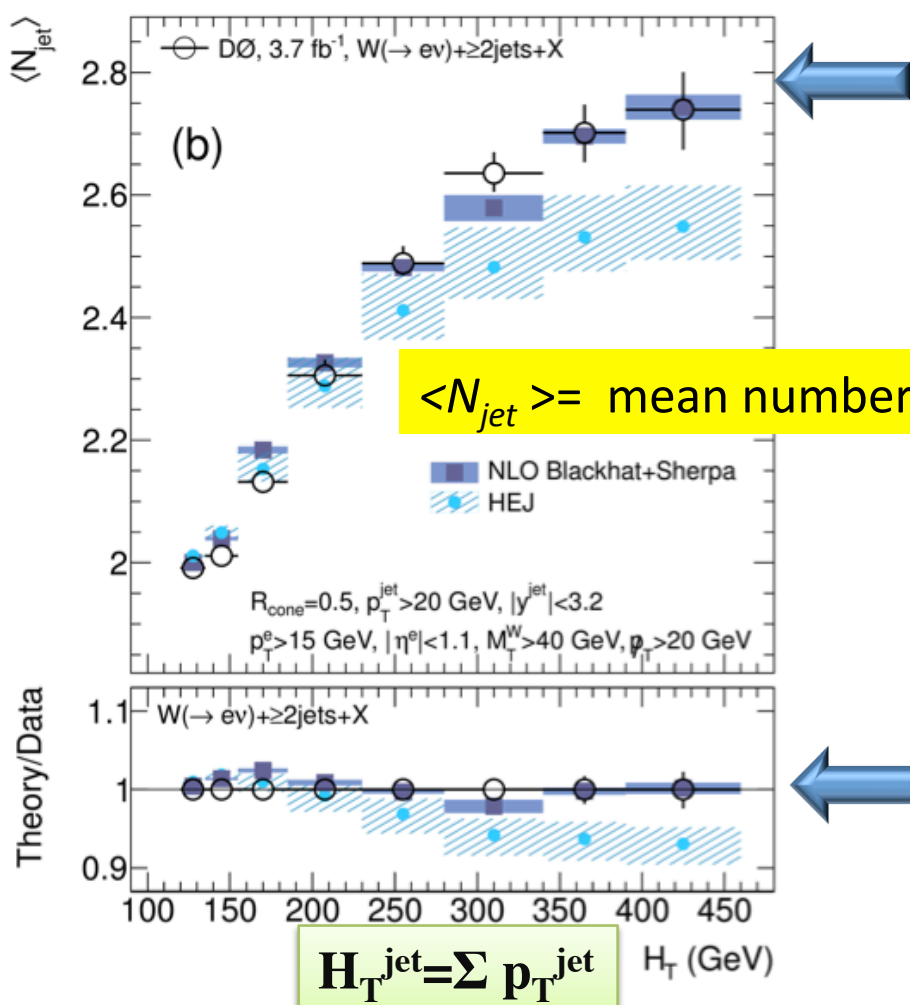 ⟨N_jet⟩
DØ, 3.7 fb⁻¹, W(→ eν)+≥2jets+X
2.8
(b)
2.6
2.4
<N_jet >= mean number
2.2
NLO Blackhat+Sherpa
HEJ
2
R_cone=0.5, p_T^jet>20 GeV, |y^jet|<3.2
p_T^e>15 GeV, |η^e|<1.1, M_T^W>40 GeV, p̸_T>20 GeV
Theory/Data
1.1
W(→ eν)+≥2jets+X
1
0.9
100 150 200 250 300 350 400 450
H_T (GeV)
H_T^jet=Σ p_T^jet